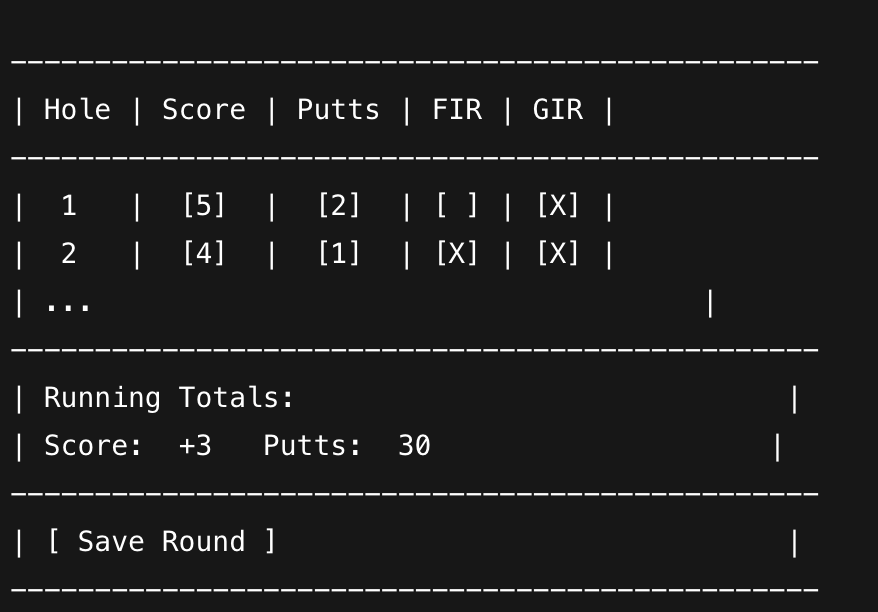 ------------------------------------------------
| Hole | Score | Putts | FIR | GIR |
------------------------------------------------
|  1   |  [5]  |  [2]  | [ ] | [X] |
|  2   |  [4]  |  [1]  | [X] | [X] |
| ...                                    |
------------------------------------------------
| Running Totals:                             |
| Score:  +3   Putts:  30                    |
------------------------------------------------
| [ Save Round ]                              |
------------------------------------------------